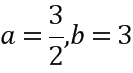 a = 3/2, b = 3